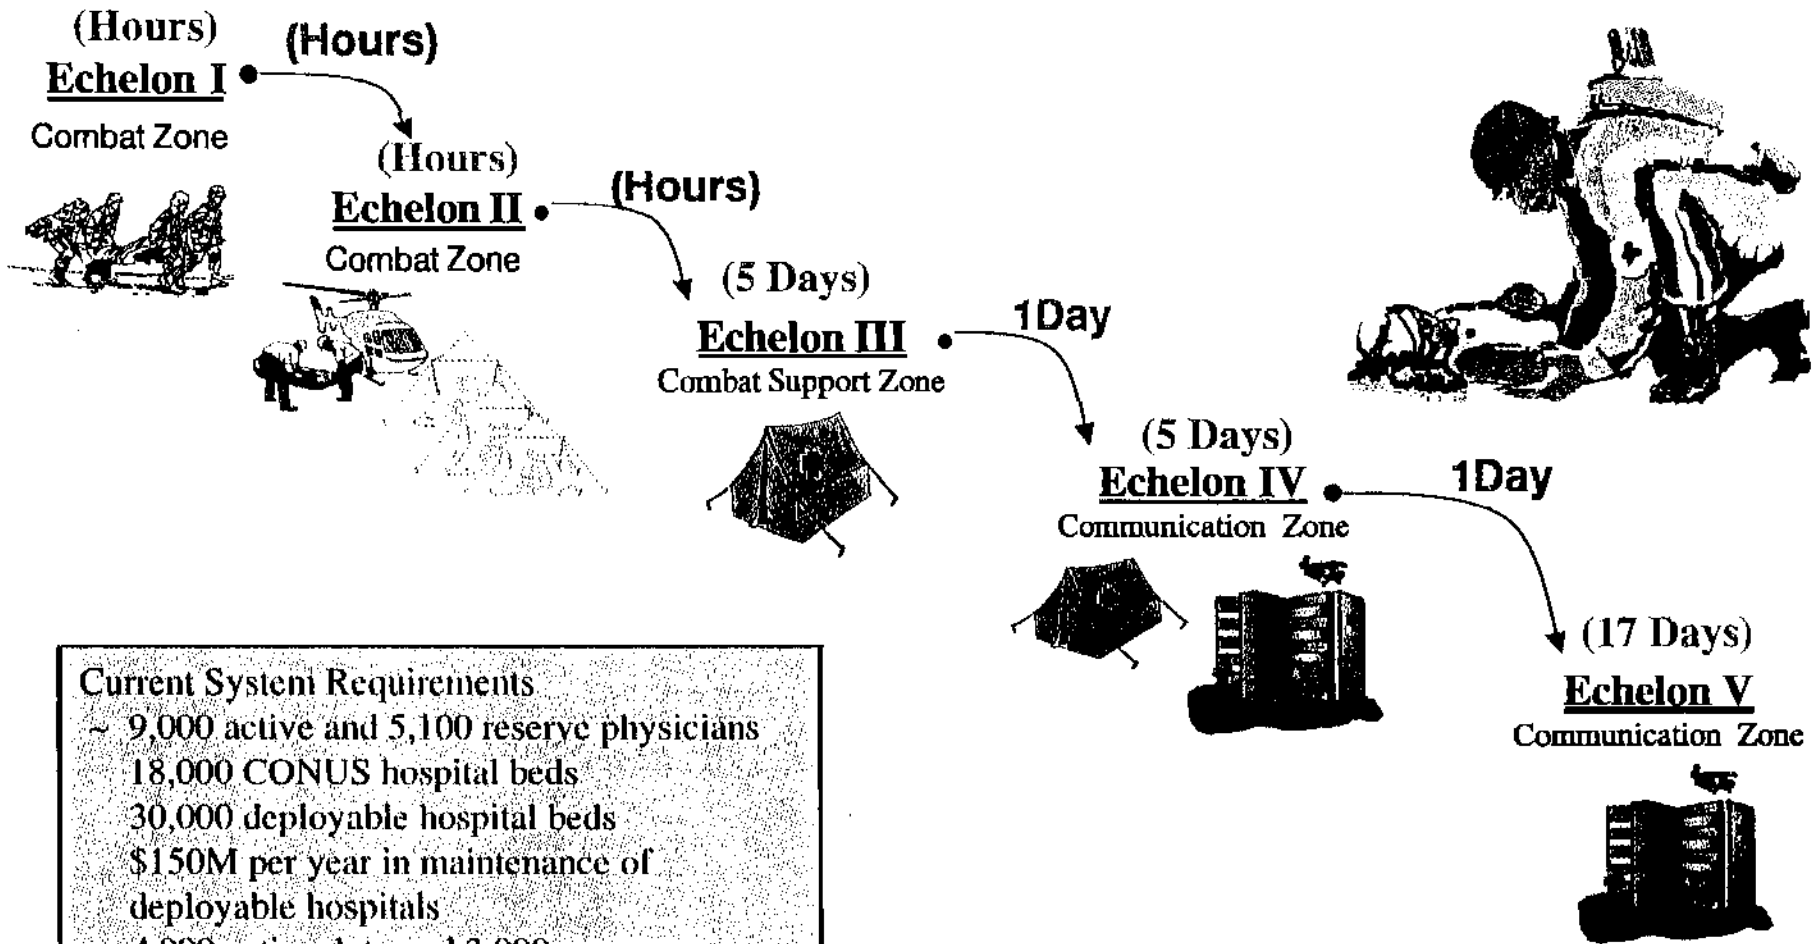 (Hours)
Echelon I
Combat Zone
(Hours)
(Hours)
Echelon II
Combat Zone
(Hours)
(5 Days)
Echelon III
Combat Support Zone
1Day
(5 Days)
Echelon IV
Communication Zone
1Day
(17 Days)
Echelon V
Communication Zone
Current System Requirements
~ 9,000 active and 5,100 reserve physicians
18,000 CONUS hospital beds
30,000 deployable hospital beds
$150M per year in maintenance of
deployable hospitals